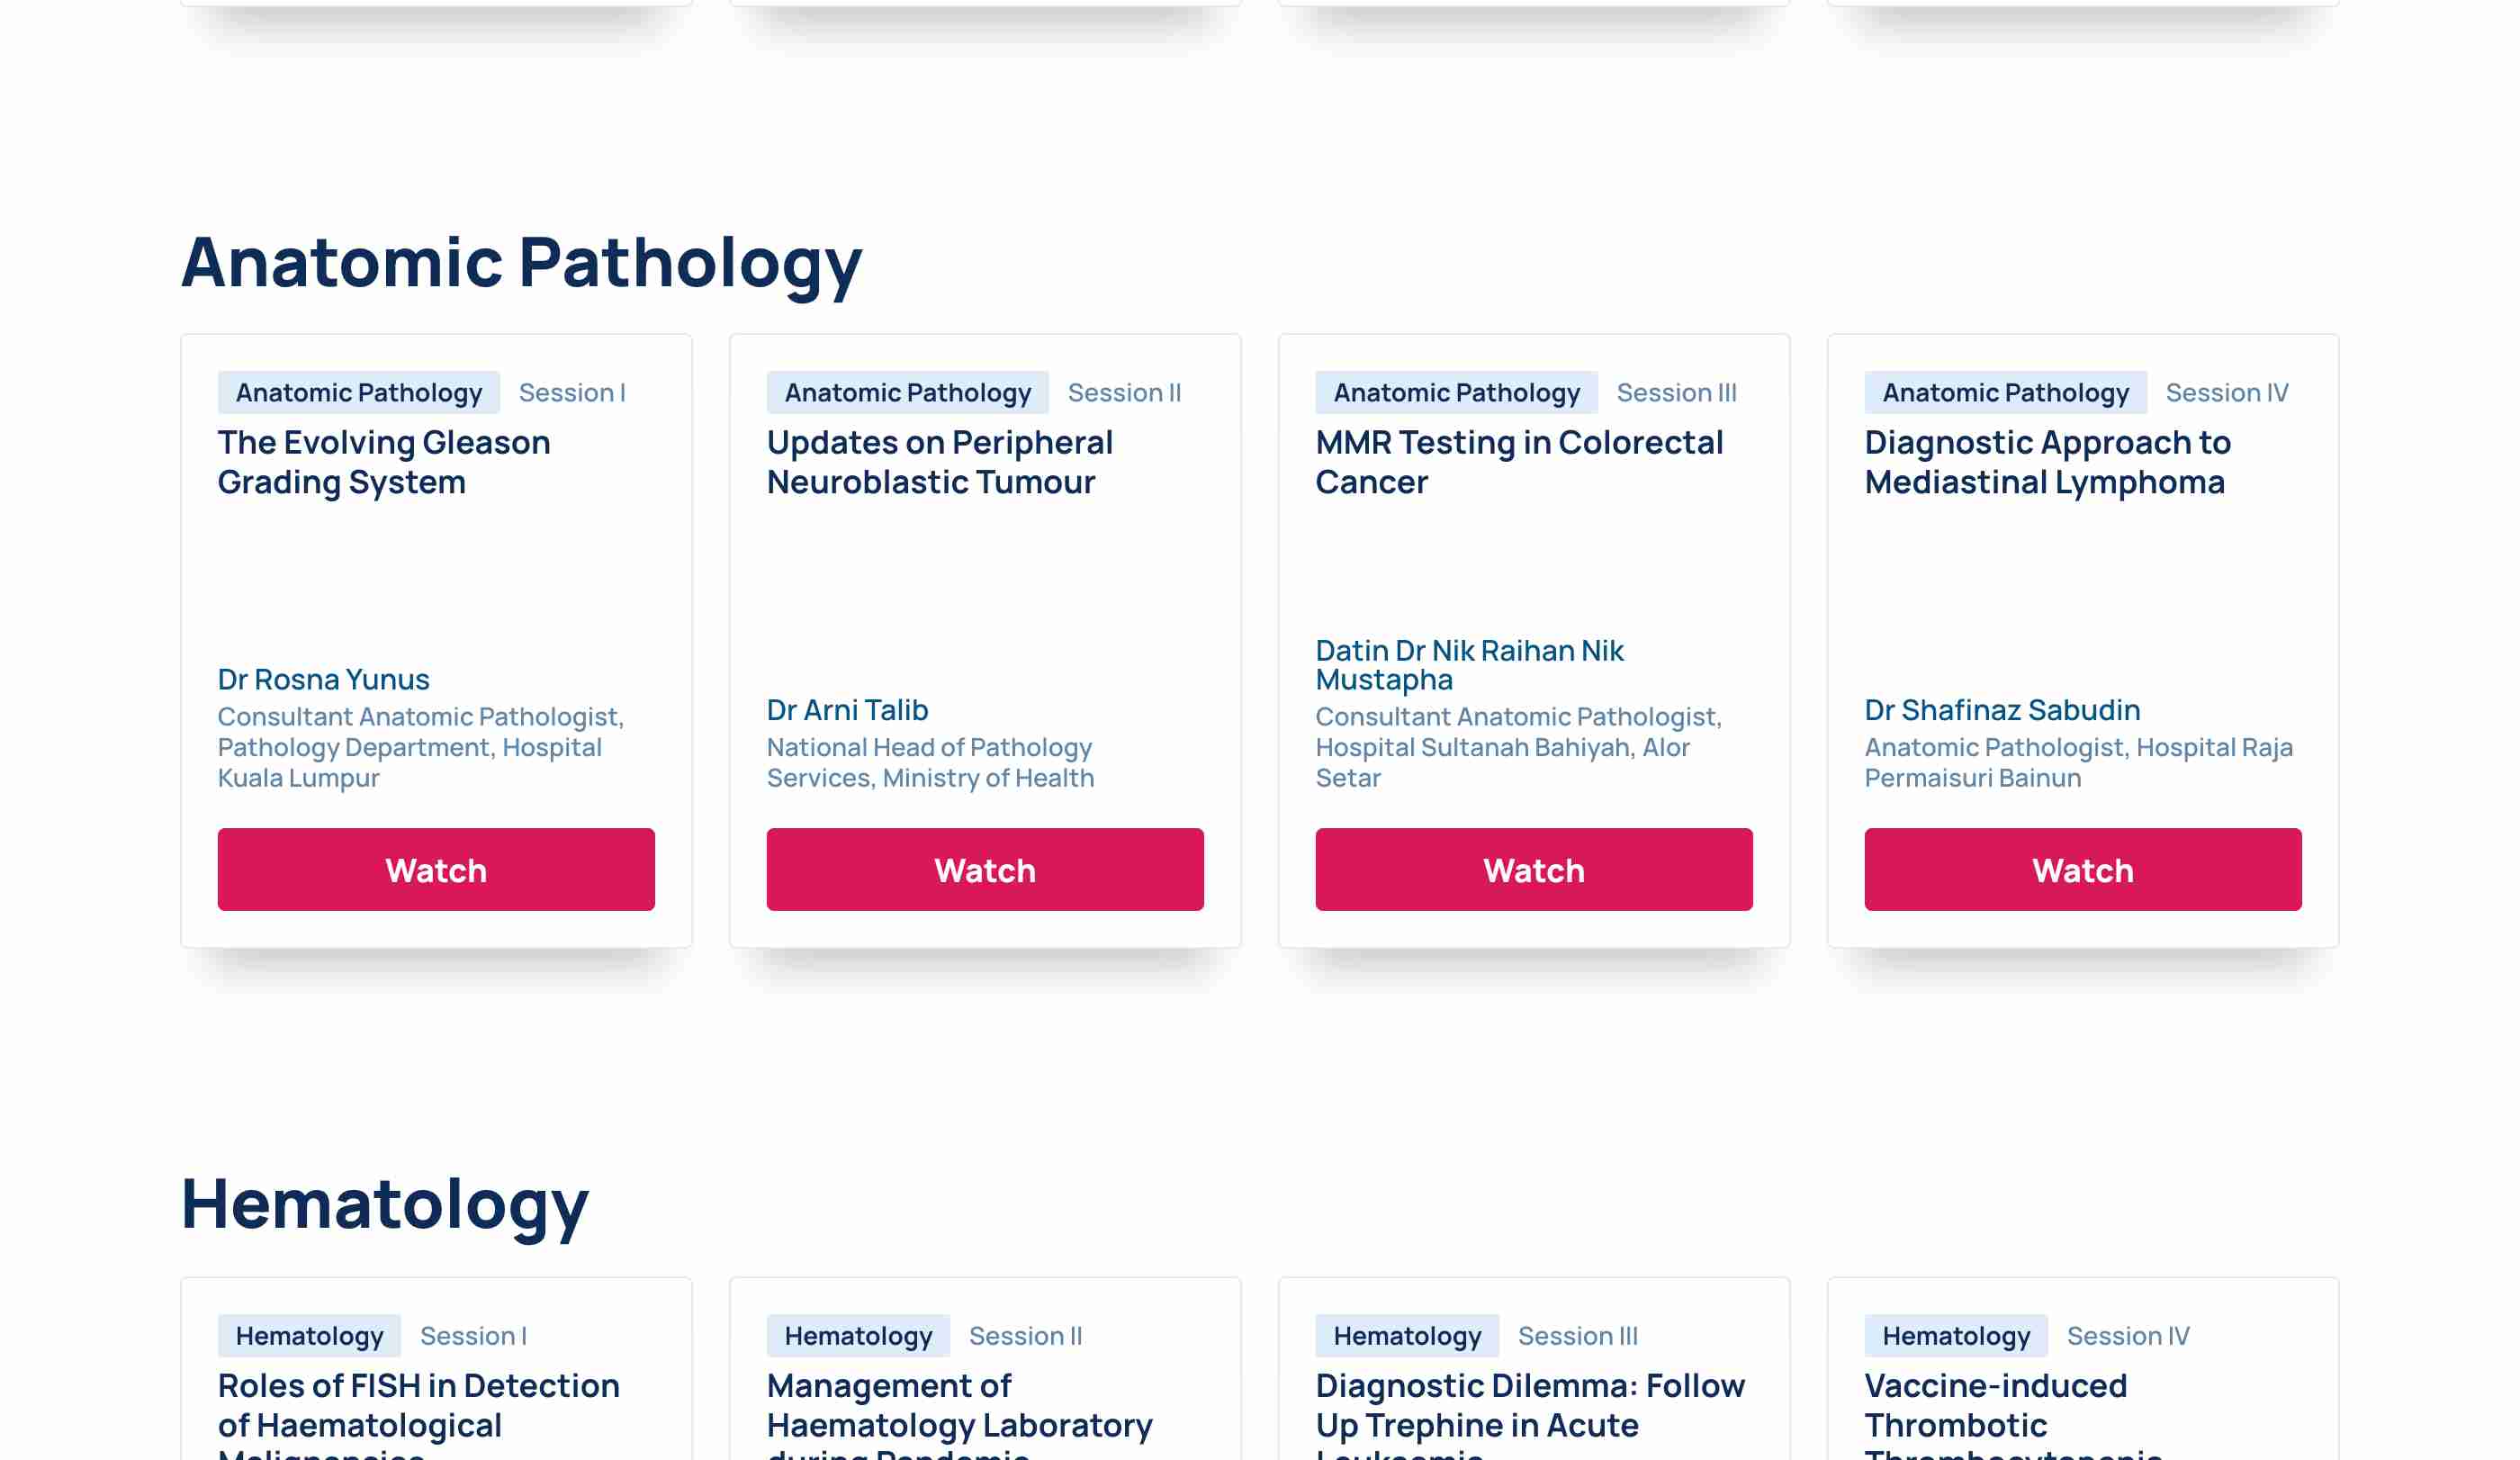 Anatomic Pathology
Anatomic Pathology Session I
The Evolving Gleason
Grading System
Dr Rosna Yunus
Consultant Anatomic Pathologist,
Pathology Department, Hospital
Kuala Lumpur
Watch
Anatomic Pathology Session II
Updates on Peripheral
Neuroblastic Tumour
Dr Arni Talib
National Head of Pathology
Services, Ministry of Health
Watch
Anatomic Pathology Session III
MMR Testing in Colorectal
Cancer
Datin Dr Nik Raihan Nik
Mustapha
Consultant Anatomic Pathologist,
Hospital Sultanah Bahiyah, Alor
Setar
Watch
Anatomic Pathology Session IV
Diagnostic Approach to
Mediastinal Lymphoma
Dr Shafinaz Sabudin
Anatomic Pathologist, Hospital Raja
Permaisuri Bainun
Watch
Hematology
Hematology Session I
Roles of FISH in Detection
of Haematological
Malignancies
Hematology Session II
Management of
Haematology Laboratory
during Pandemic
Hematology Session III
Diagnostic Dilemma: Follow
Up Trephine in Acute
Leukaemia
Hematology Session IV
Vaccine-induced
Thrombotic
Thrombocytopenia